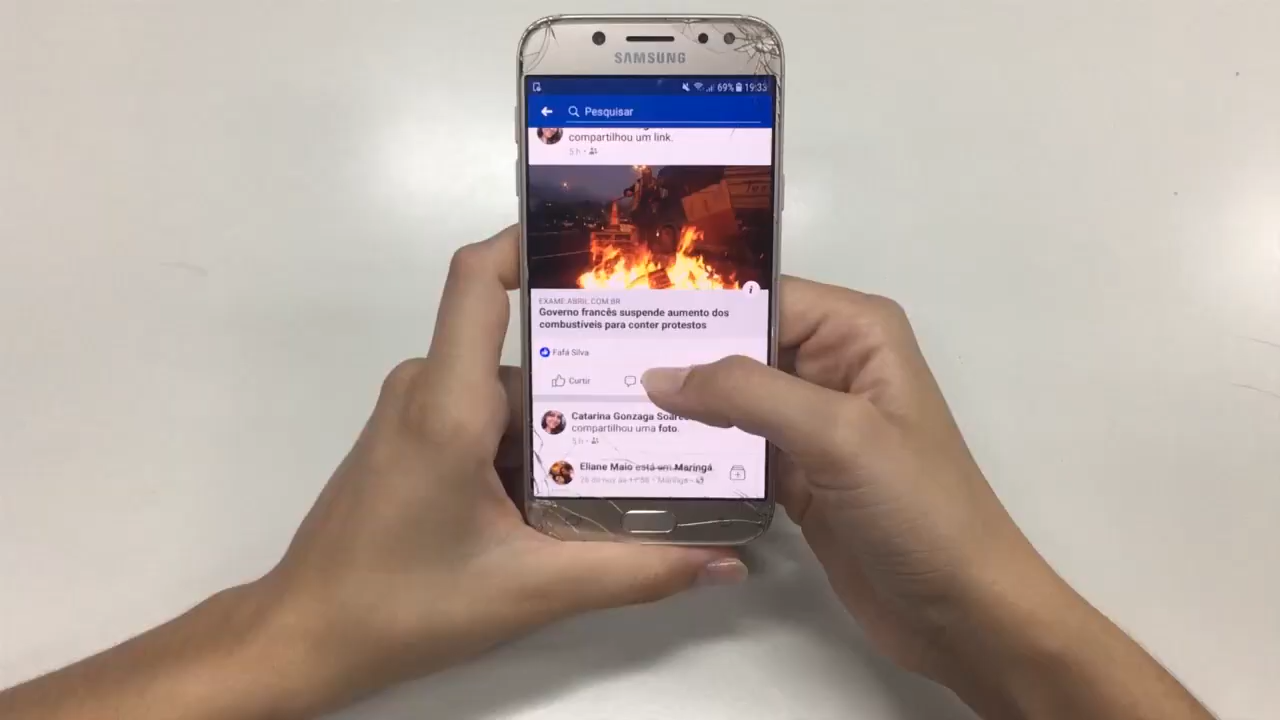 SAMSUNG
69% 19:33
Pesquisar
compartilhou um link.
5 h
EXAME.ABRIL.COM.BR
Governo francês suspende aumento dos
combustíveis para conter protestos
Fafá Silva
Curtir
Catarina Gonzaga
compartilhou uma foto.
5 h
Eliane Maio está em Maringá.
Maringá